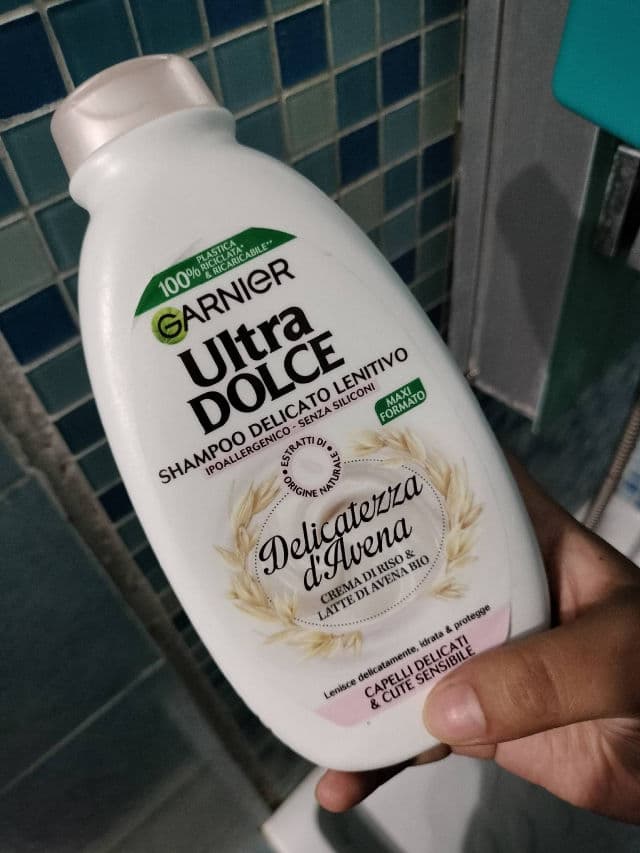 PLASTICA
100% RICICLATA*
& RICARICABILE**
GARNIER
Ultra
DOLCE
SHAMPOO DELICATO LENITIVO
IPOALLERGENICO - SENZA SILICONI
MAXI
FORMATO
ESTRATTI DI
ORIGINE NATURALE
Delicatezza
d'Avena
CREMA DI RISO &
LATTE DI AVENA BIO
Lenisce delicatamente, idrata & protegge
CAPELLI DELICATI
& CUTE SENSIBILE